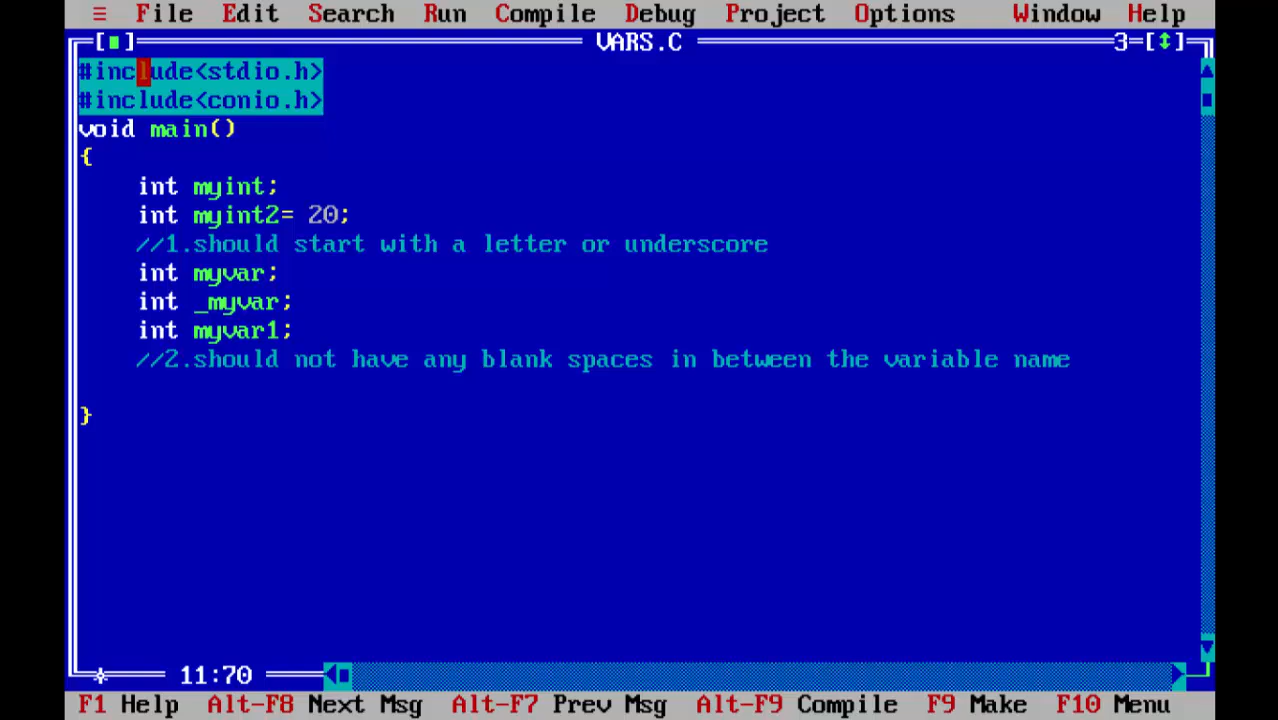 ≡ File Edit Search Run Compile Debug Project Options Window Help
[■] VARS.C 3=[↕]
#include<stdio.h>
#include<conio.h>
void main()
{
int myint;
int myint2= 20;
//1.should start with a letter or underscore
int myvar;
int _myvar;
int myvar1;
//2.should not have any blank spaces in between the variable name
}
11:70
F1 Help Alt-F8 Next Msg Alt-F7 Prev Msg Alt-F9 Compile F9 Make F10 Menu